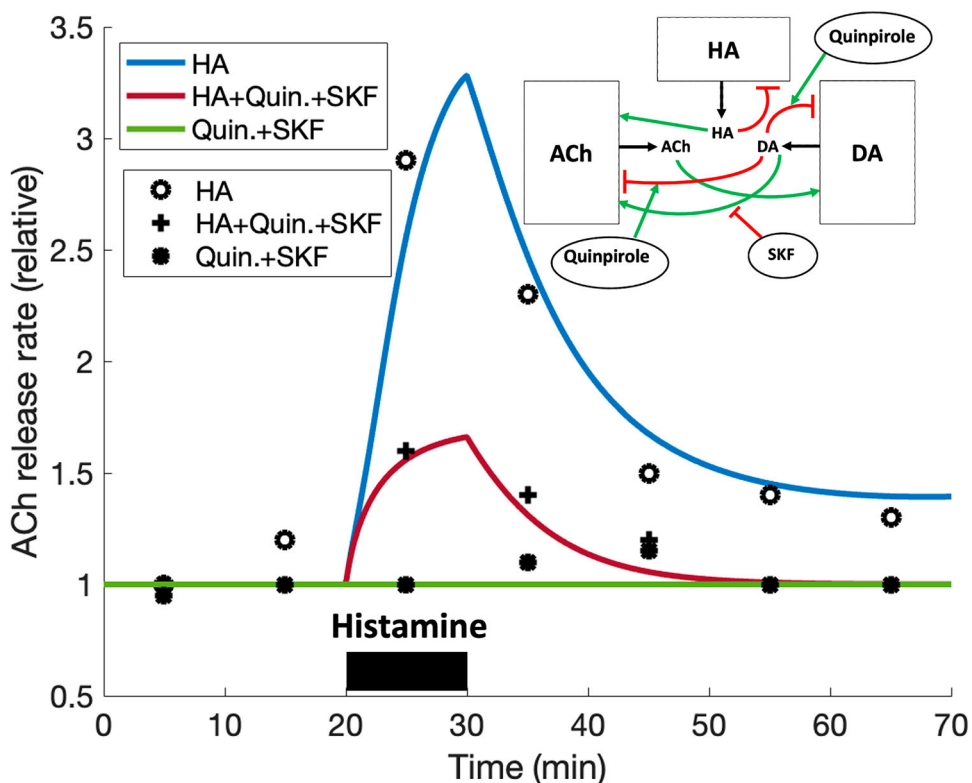 ACh release rate (relative)
3.5
3
2.5
2
1.5
1
0.5
HA
HA+Quin.+SKF
Quin.+SKF
HA
HA+Quin.+SKF
Quin.+SKF
HA
Quinpirole
ACh
HA
ACh
DA
DA
Quinpirole
SKF
Histamine
0
10
20
30
40
50
60
70
Time (min)